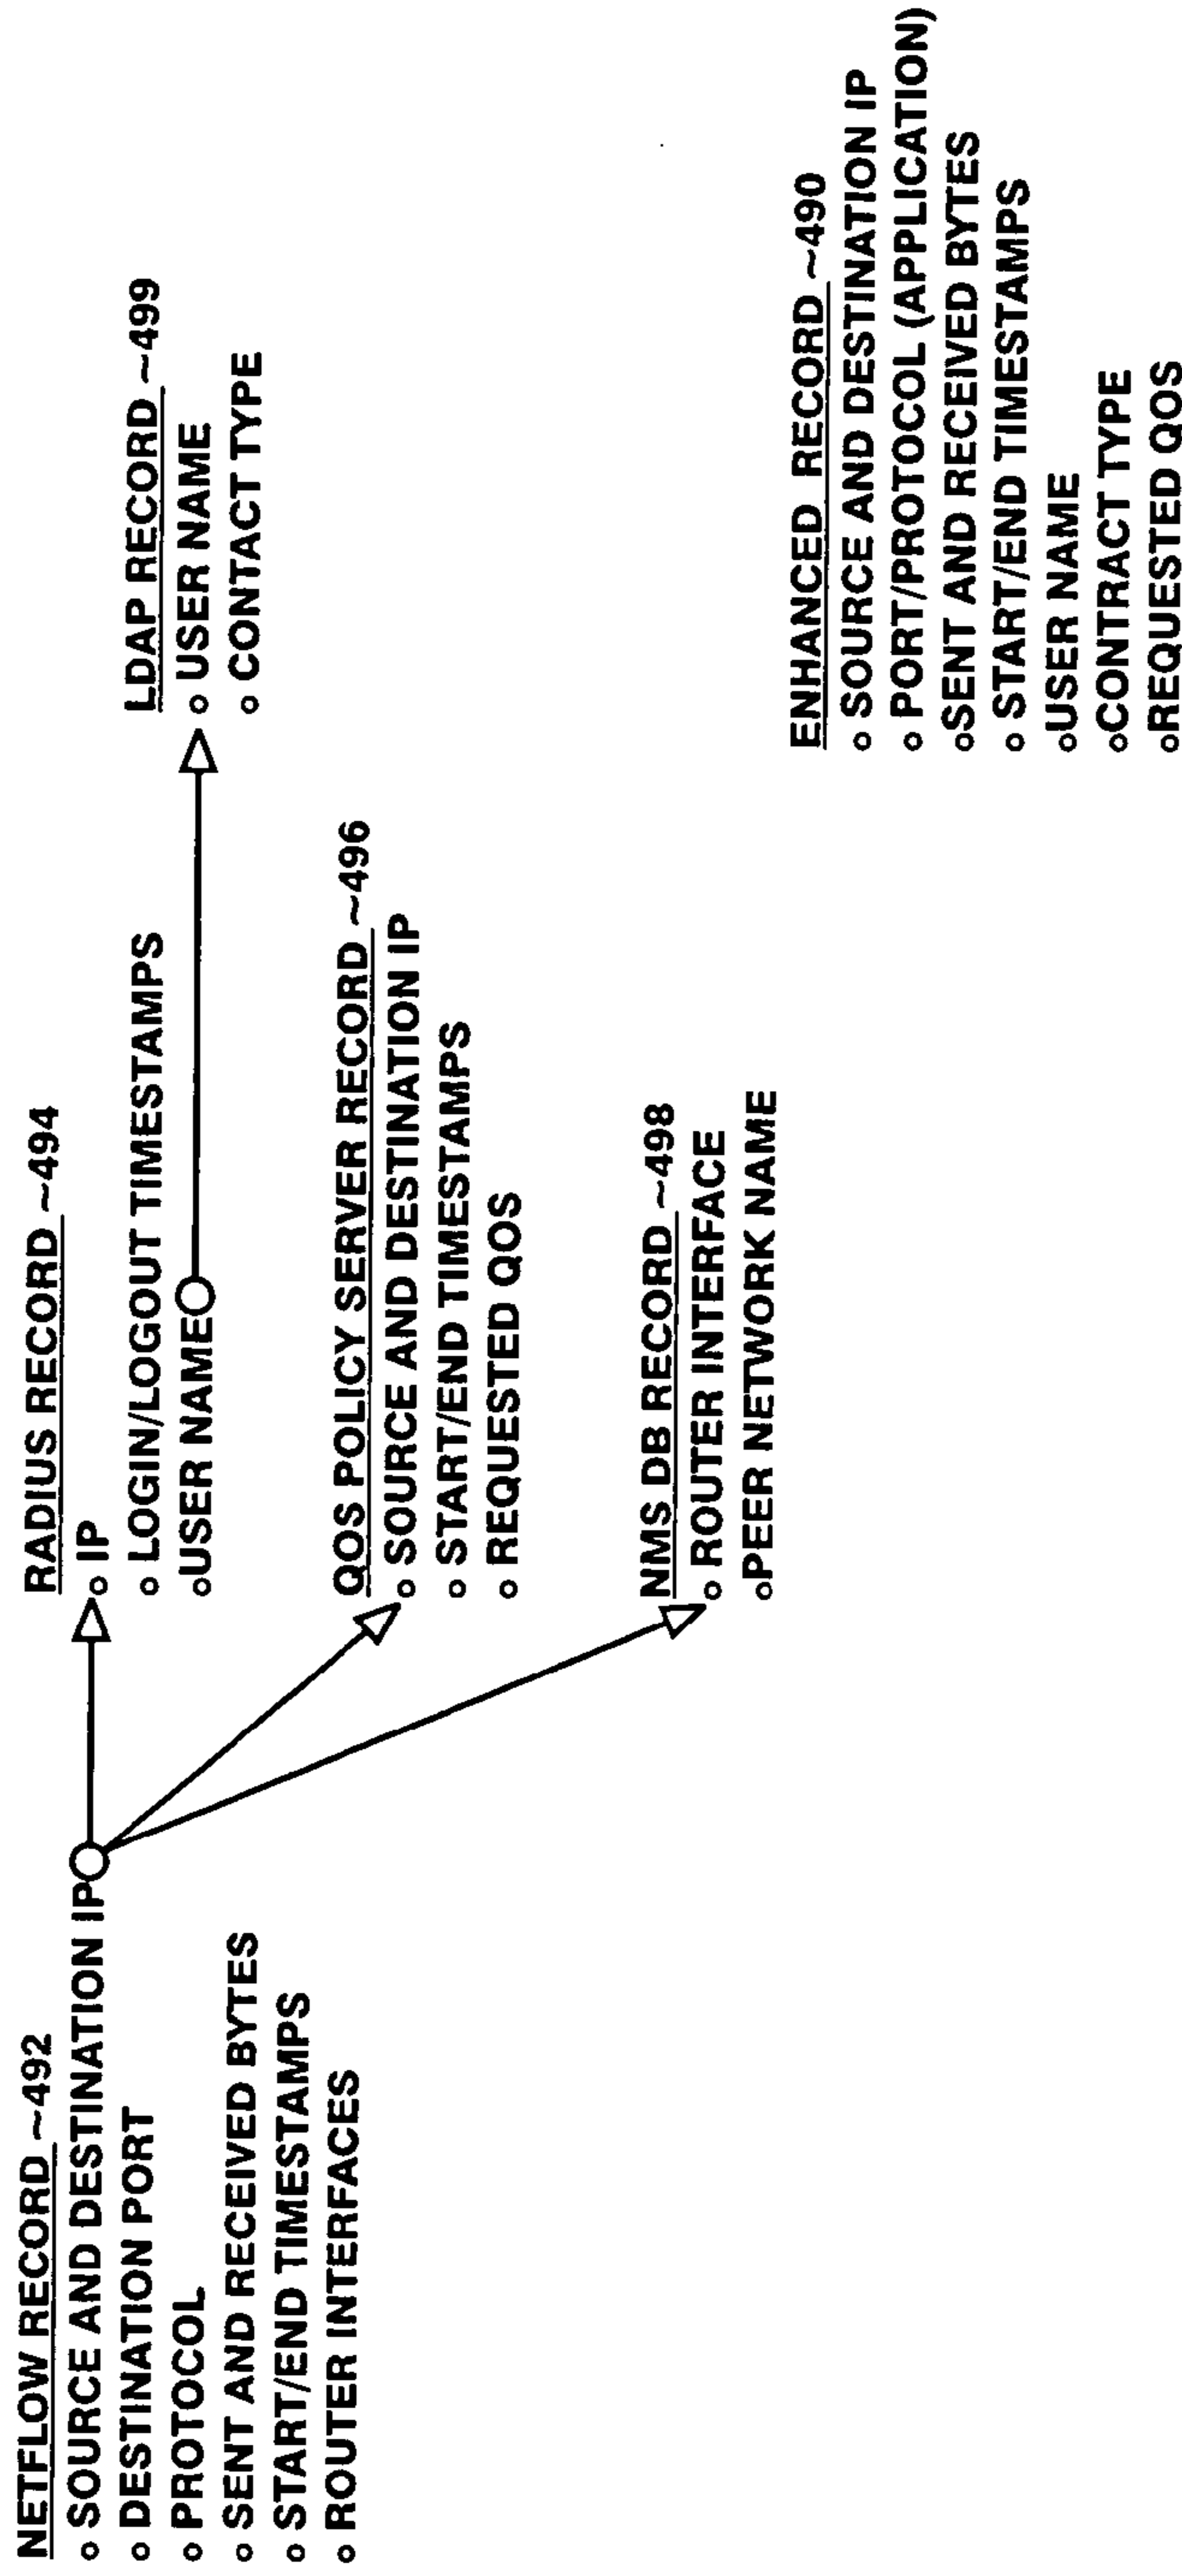 NETFLOW RECORD ~492
o SOURCE AND DESTINATION IP
o DESTINATION PORT
o PROTOCOL
o SENT AND RECEIVED BYTES
o START/END TIMESTAMPS
o ROUTER INTERFACES
RADIUS RECORD ~494
o IP
o LOGIN/LOGOUT TIMESTAMPS
o USER NAME
QOS POLICY SERVER RECORD ~496
o SOURCE AND DESTINATION IP
o START/END TIMESTAMPS
o REQUESTED QOS
NMS DB RECORD ~498
o ROUTER INTERFACE
o PEER NETWORK NAME
LDAP RECORD ~499
o USER NAME
o CONTACT TYPE
ENHANCED RECORD ~490
o SOURCE AND DESTINATION IP
o PORT/PROTOCOL (APPLICATION)
o SENT AND RECEIVED BYTES
o START/END TIMESTAMPS
o USER NAME
o CONTRACT TYPE
o REQUESTED QOS